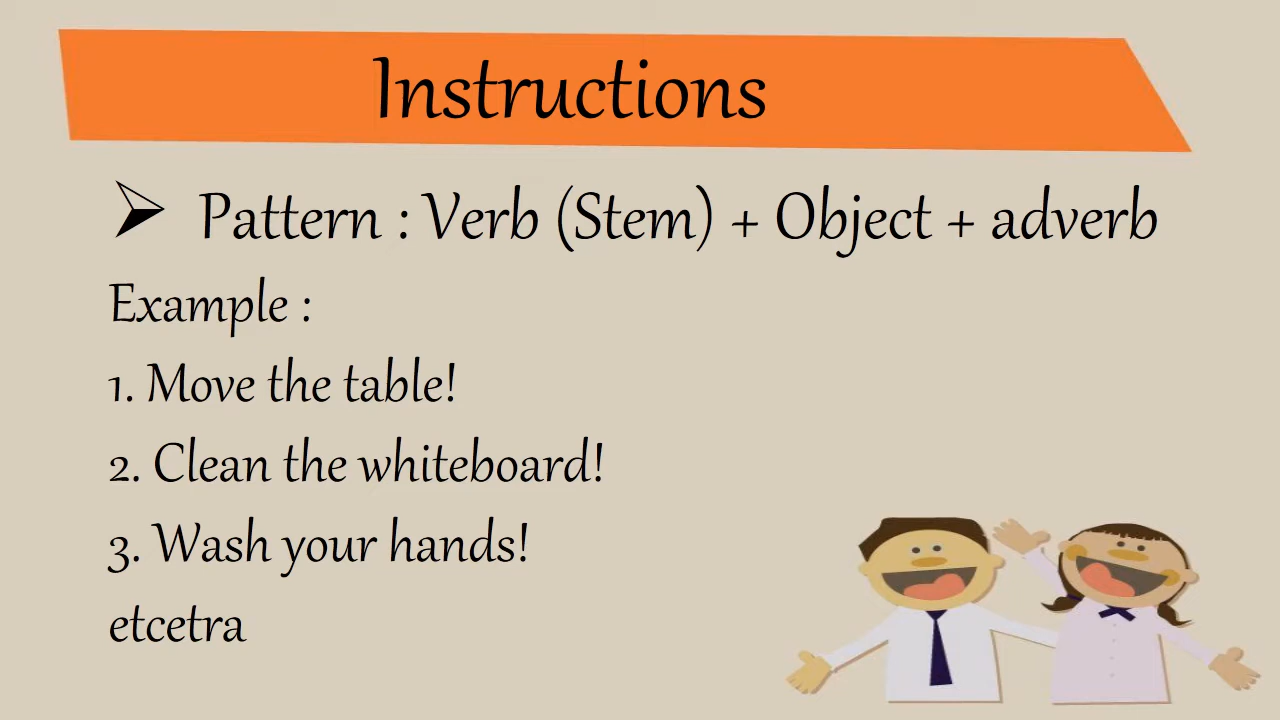 Instructions
Pattern : Verb (Stem) + Object + adverb
Example :
1. Move the table!
2. Clean the whiteboard!
3. Wash your hands!
etcetra